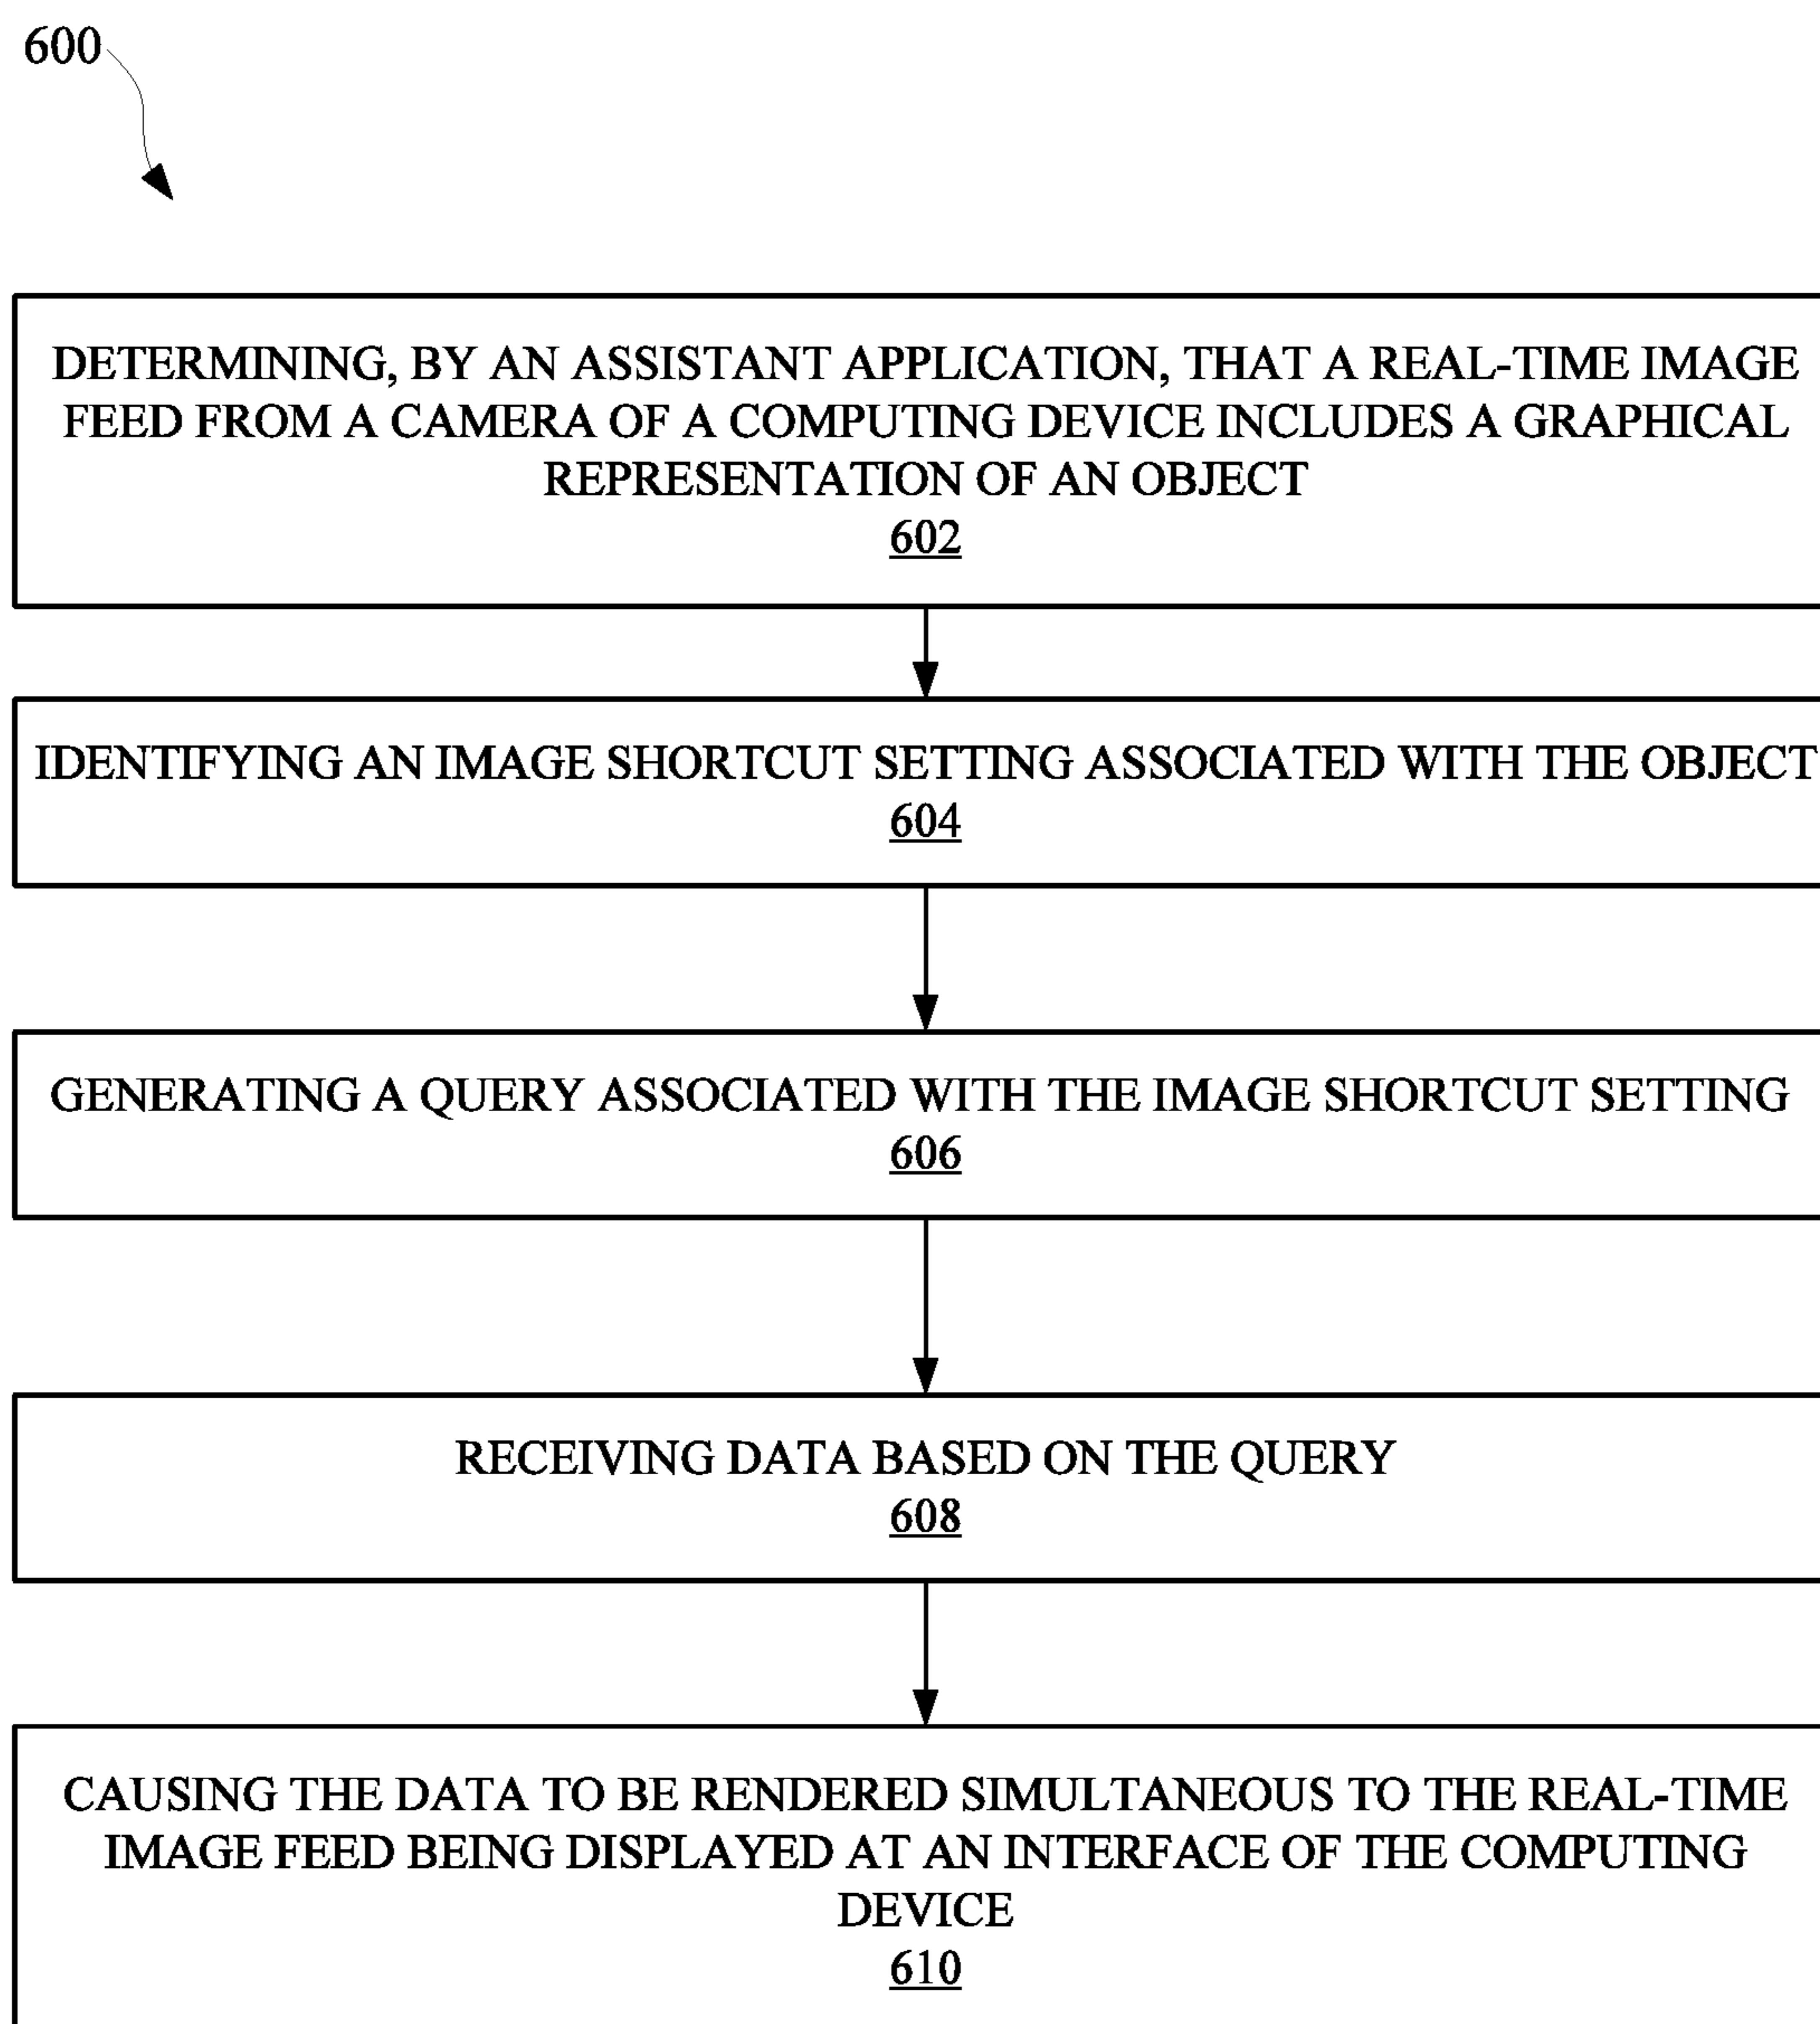 600
DETERMINING, BY AN ASSISTANT APPLICATION, THAT A REAL-TIME IMAGE
FEED FROM A CAMERA OF A COMPUTING DEVICE INCLUDES A GRAPHICAL
REPRESENTATION OF AN OBJECT
602
IDENTIFYING AN IMAGE SHORTCUT SETTING ASSOCIATED WITH THE OBJECT
604
GENERATING A QUERY ASSOCIATED WITH THE IMAGE SHORTCUT SETTING
606
RECEIVING DATA BASED ON THE QUERY
608
CAUSING THE DATA TO BE RENDERED SIMULTANEOUS TO THE REAL-TIME
IMAGE FEED BEING DISPLAYED AT AN INTERFACE OF THE COMPUTING
DEVICE
610